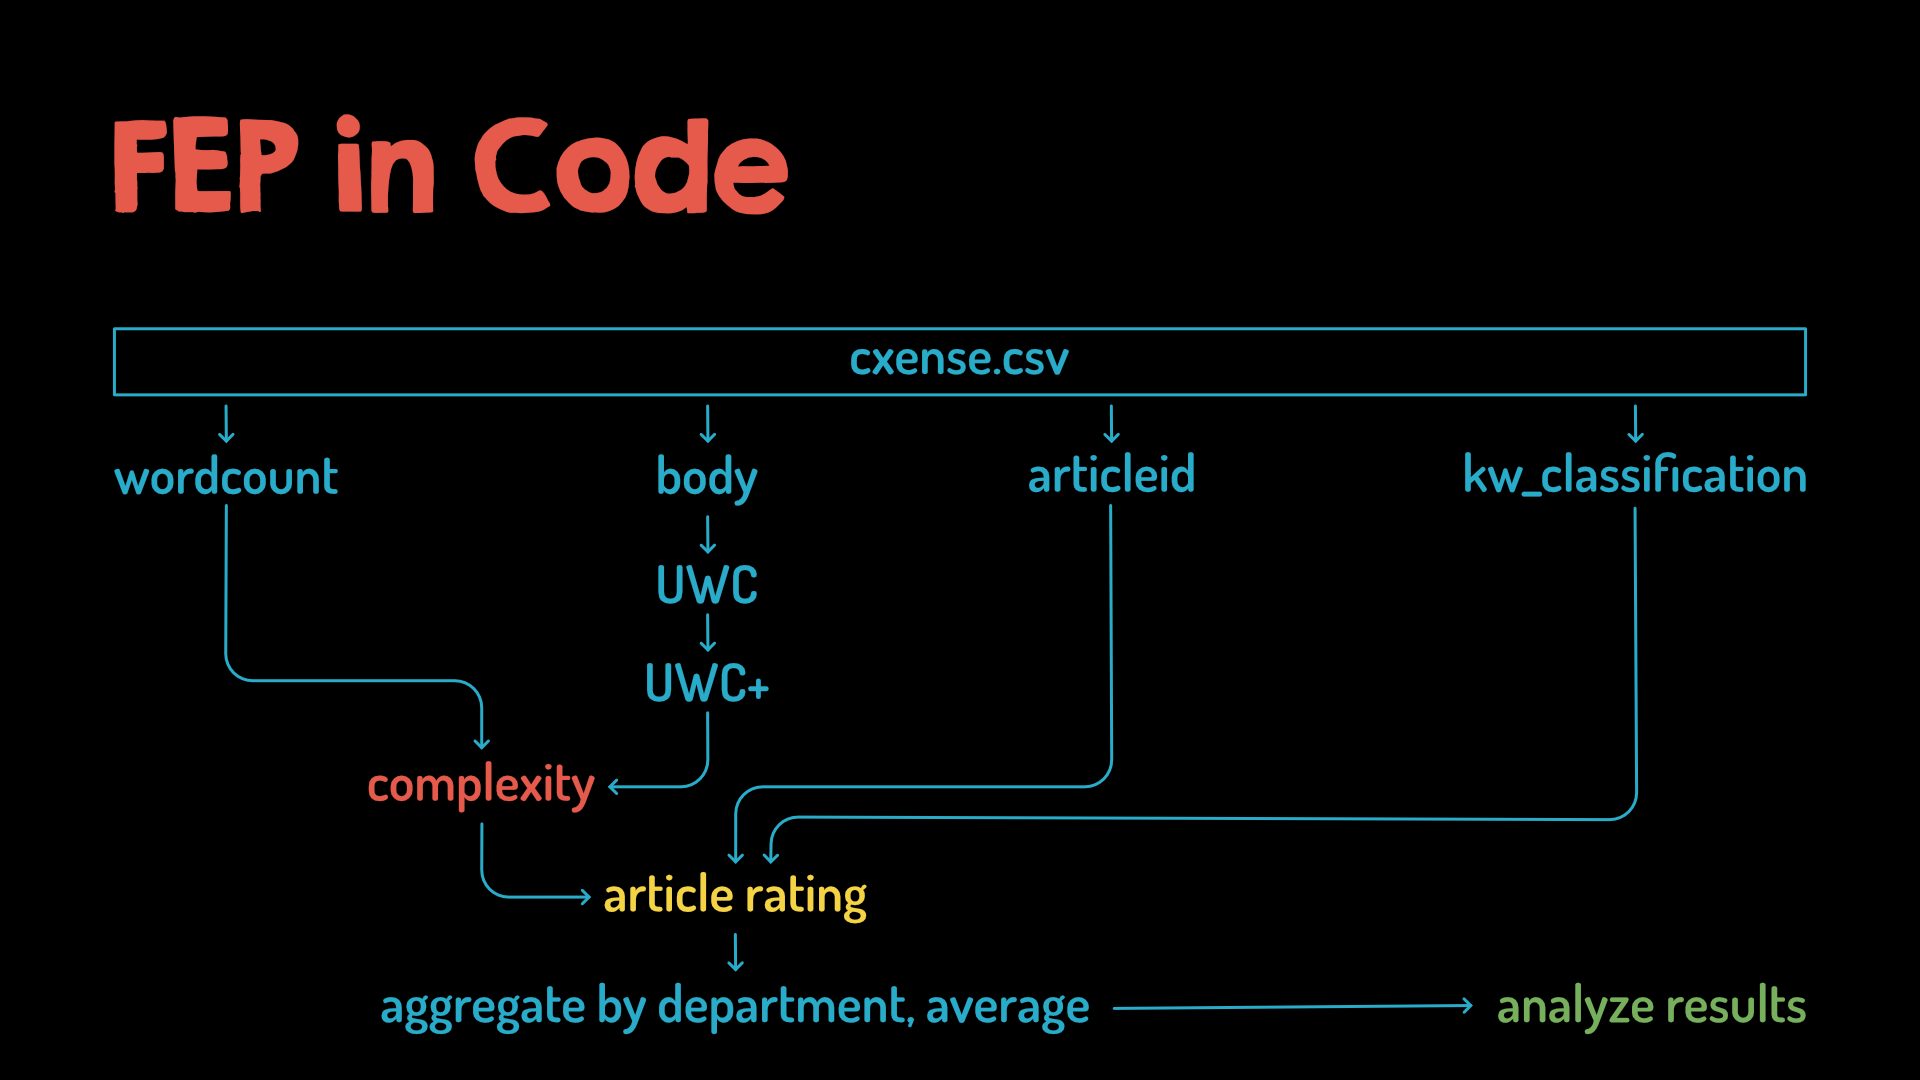 FEP in Code
cxense.csv
wordcount
body
articleid
kw_classification
UWC
UWC+
complexity
article rating
aggregate by department, average
analyze results